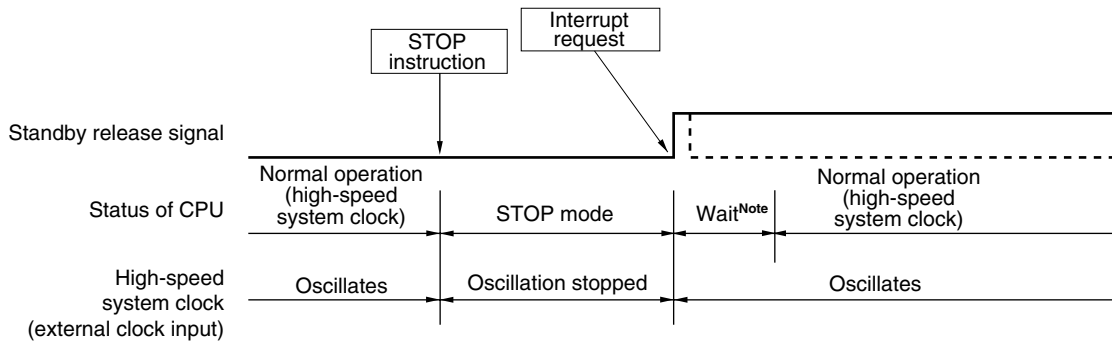 STOP
instruction
Interrupt
request
Standby release signal
Normal operation
(high-speed
system clock)
Normal operation
(high-speed
system clock)
Status of CPU
STOP mode
WaitNote
High-speed
system clock
(external clock input)
Oscillates
Oscillation stopped
Oscillates